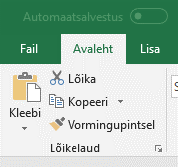 Automaatsalvestus
Fail Avaleht Lisa
Kleebi
Lõika
Kopeeri
Vormingupintsel
Lõikelaud